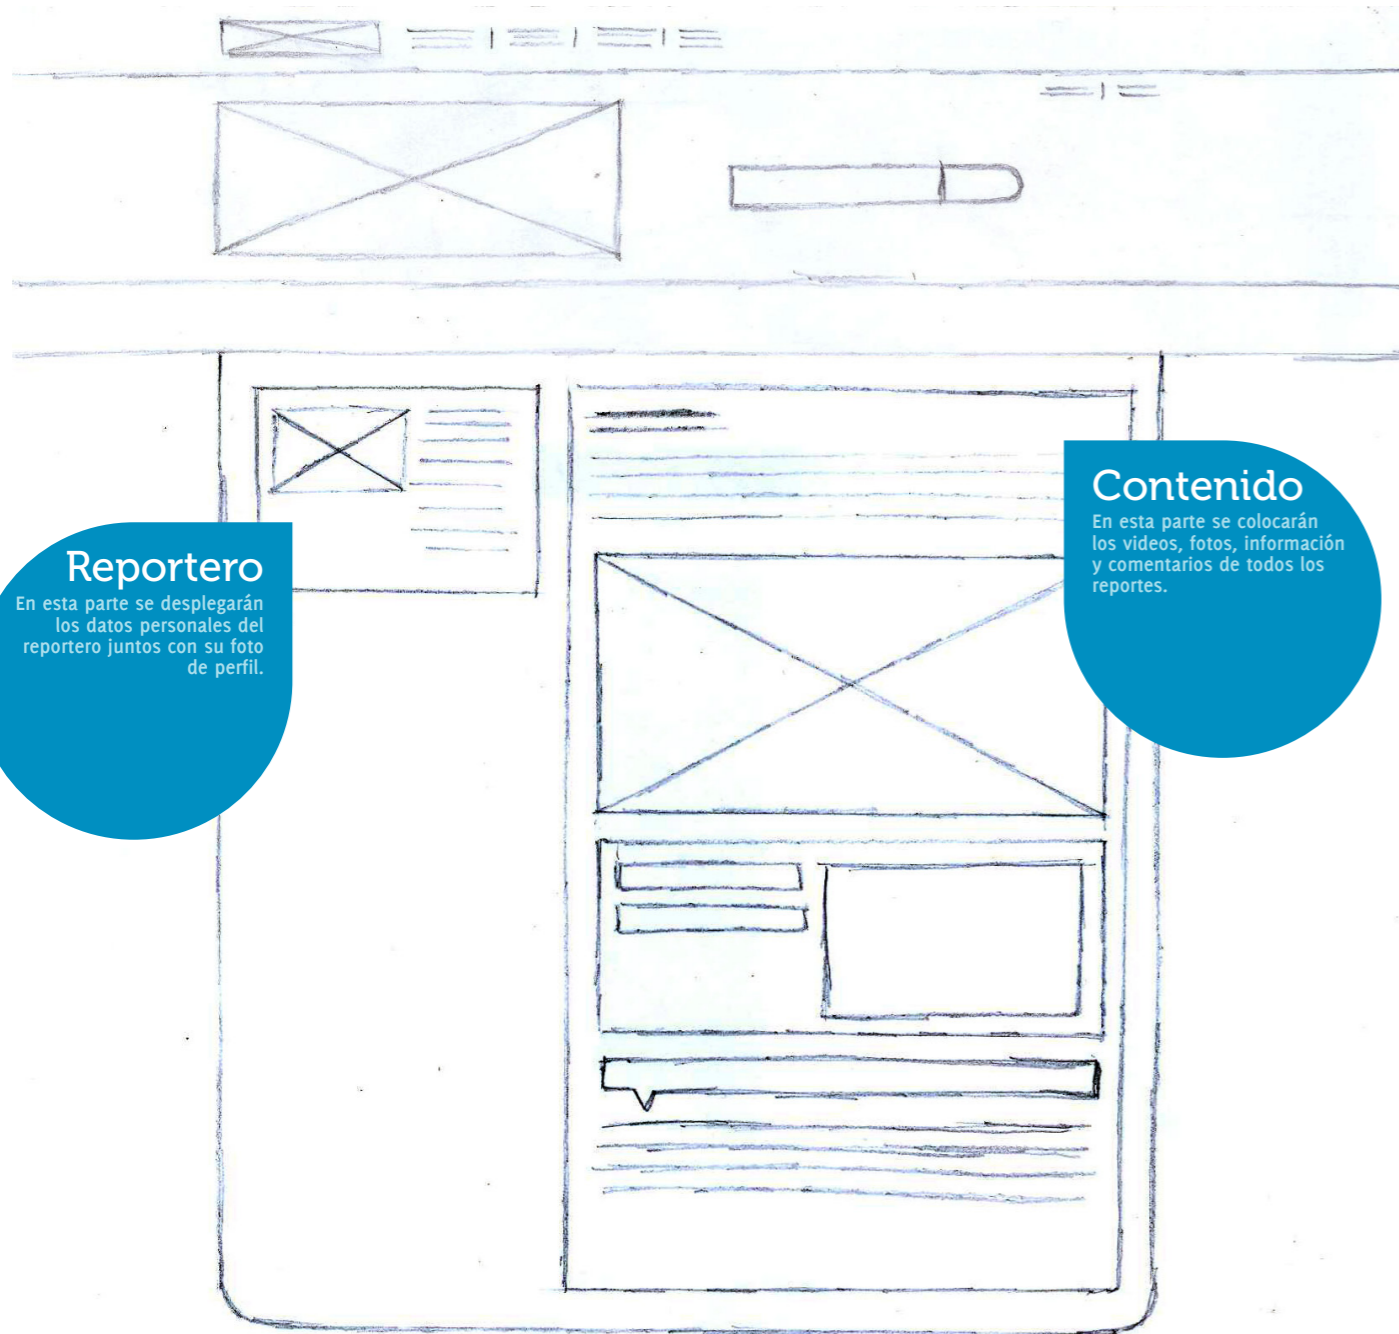 Contenido
En esta parte se colocarán
los videos, fotos, información
y comentarios de todos los
reportes.
Reportero
En esta parte se desplegarán
los datos personales del
reportero juntos con su foto
de perfil.